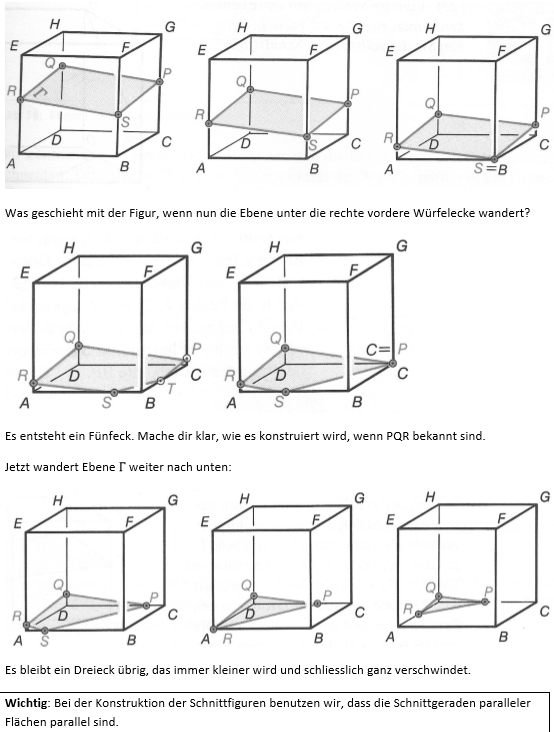 H G
E F
Q P
R Γ S
D C
A B
H G
E F
Q P
R S
D C
A B
H G
E F
Q P
R D C
A S=B
Was geschieht mit der Figur, wenn nun die Ebene unter die rechte vordere Würfelecke wandert?
H G
E F
Q P
R D C
A S B T
H G
E F
Q C= P
R D C
A S B
Es entsteht ein Fünfeck. Mache dir klar, wie es konstruiert wird, wenn PQR bekannt sind.
Jetzt wandert Ebene Γ weiter nach unten:
H G
E F
Q P
R D C
A S B
H G
E F
Q P
D C
A R B
H G
E F
Q P
R D C
A B
Es bleibt ein Dreieck übrig, das immer kleiner wird und schliesslich ganz verschwindet.
Wichtig: Bei der Konstruktion der Schnittfiguren benutzen wir, dass die Schnittgeraden paralleler
Flächen parallel sind.